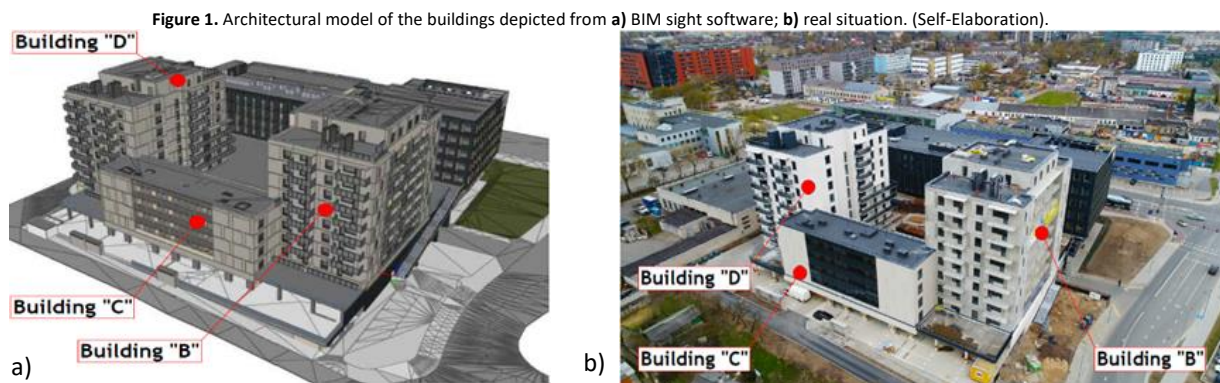 Figure 1. Architectural model of the buildings depicted from a) BIM sight software; b) real situation. (Self-Elaboration).
Building "D"
Building "C"
Building "B"
a)
Building "D"
Building "C"
Building "B"
b)